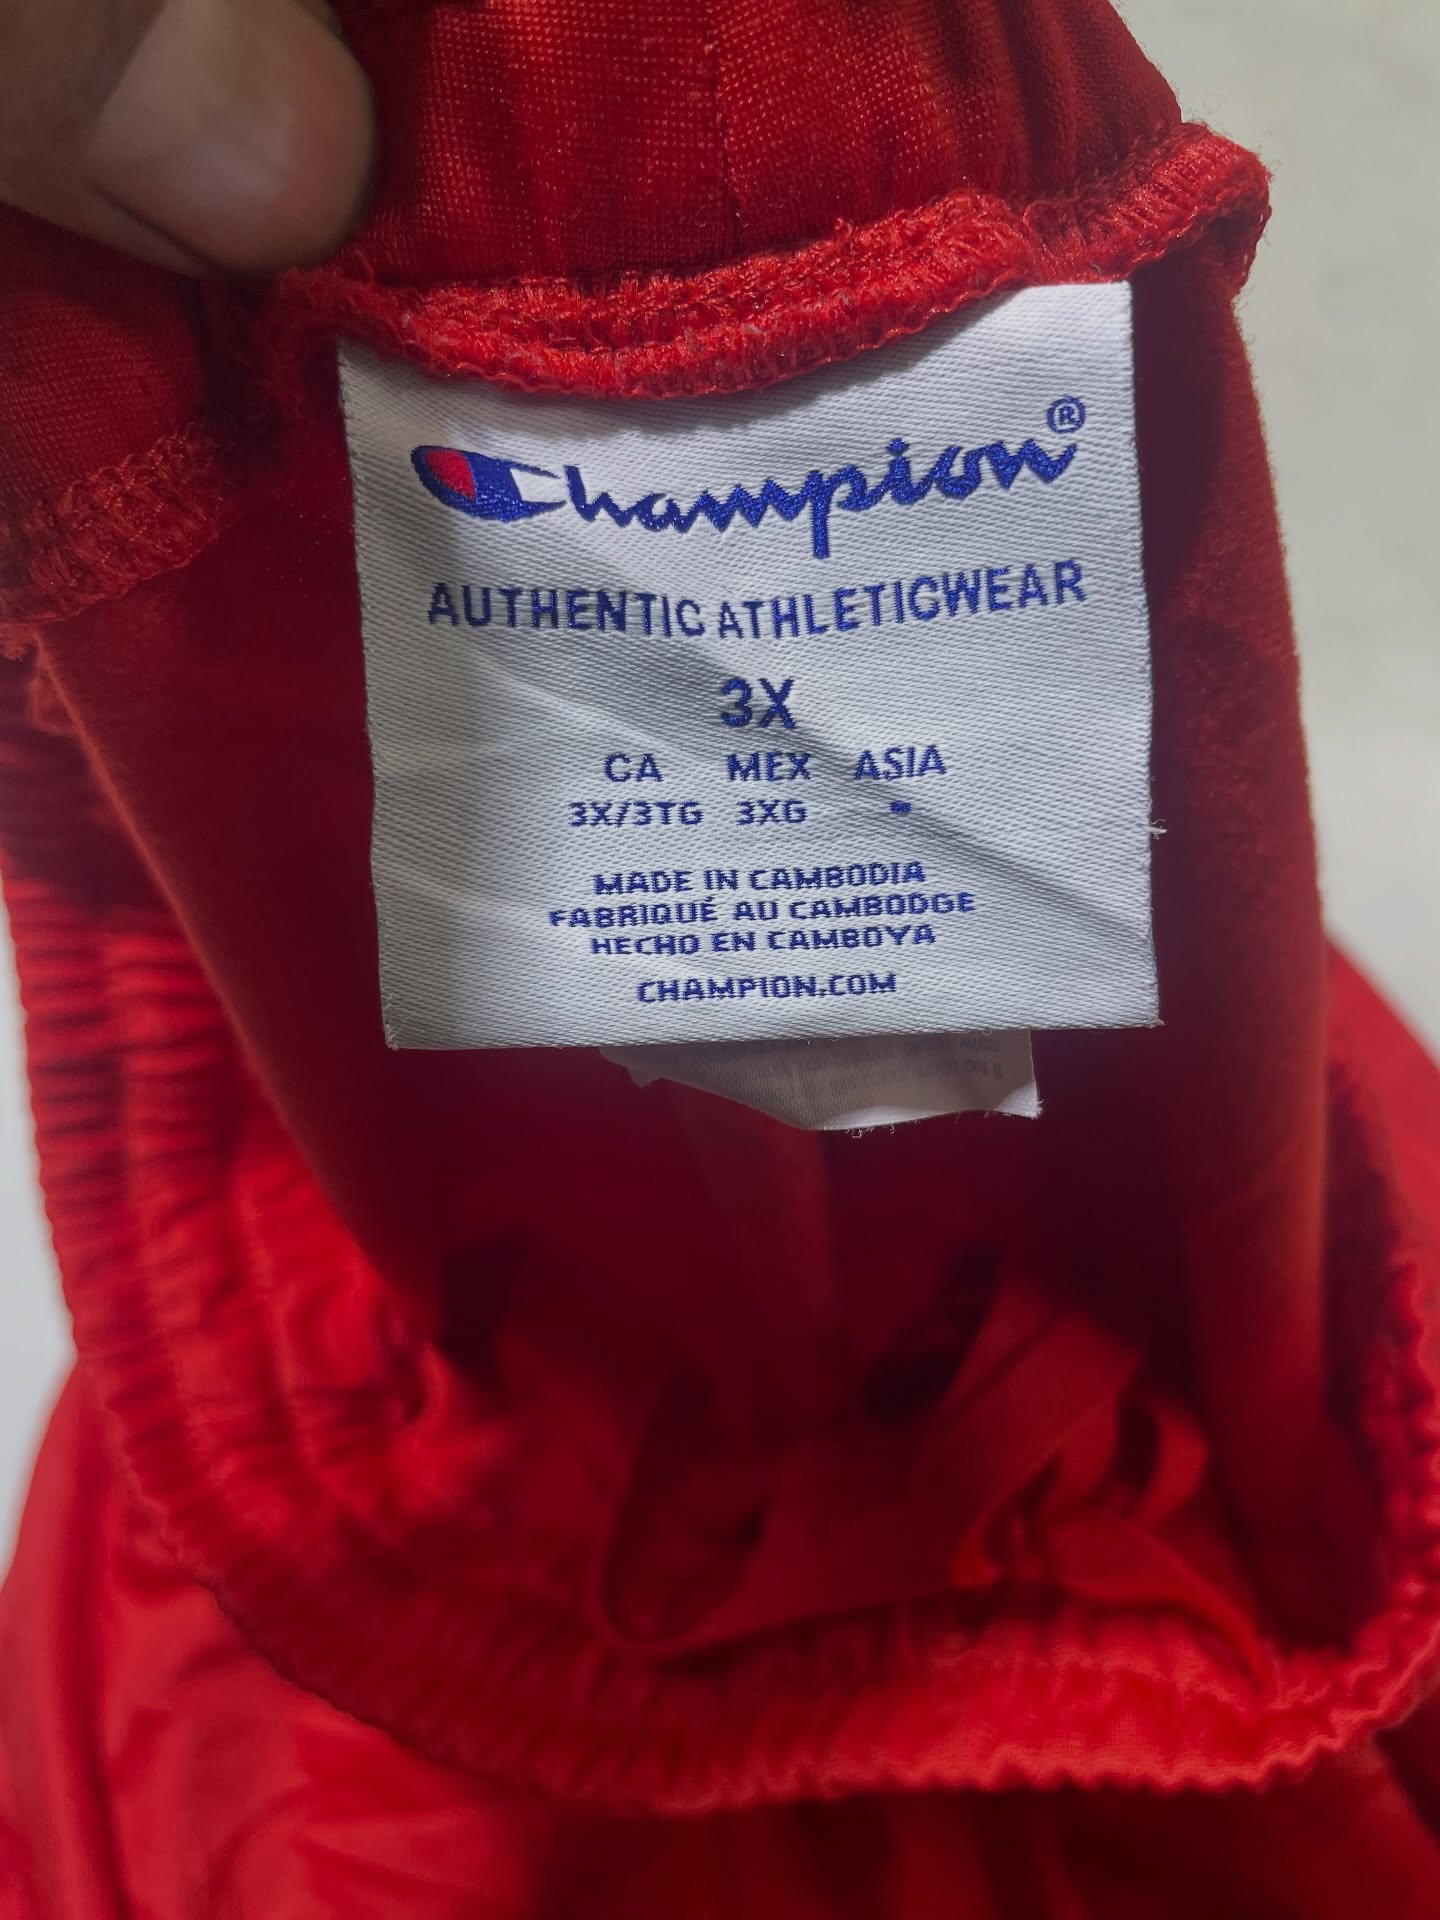 Champion®
AUTHENTIC ATHLETICWEAR
3X
CA MEX ASIA
3X/3TG 3XG -
MADE IN CAMBODIA
FABRIQUÉ AU CAMBODGE
HECHO EN CAMBOYA
CHAMPION.COM